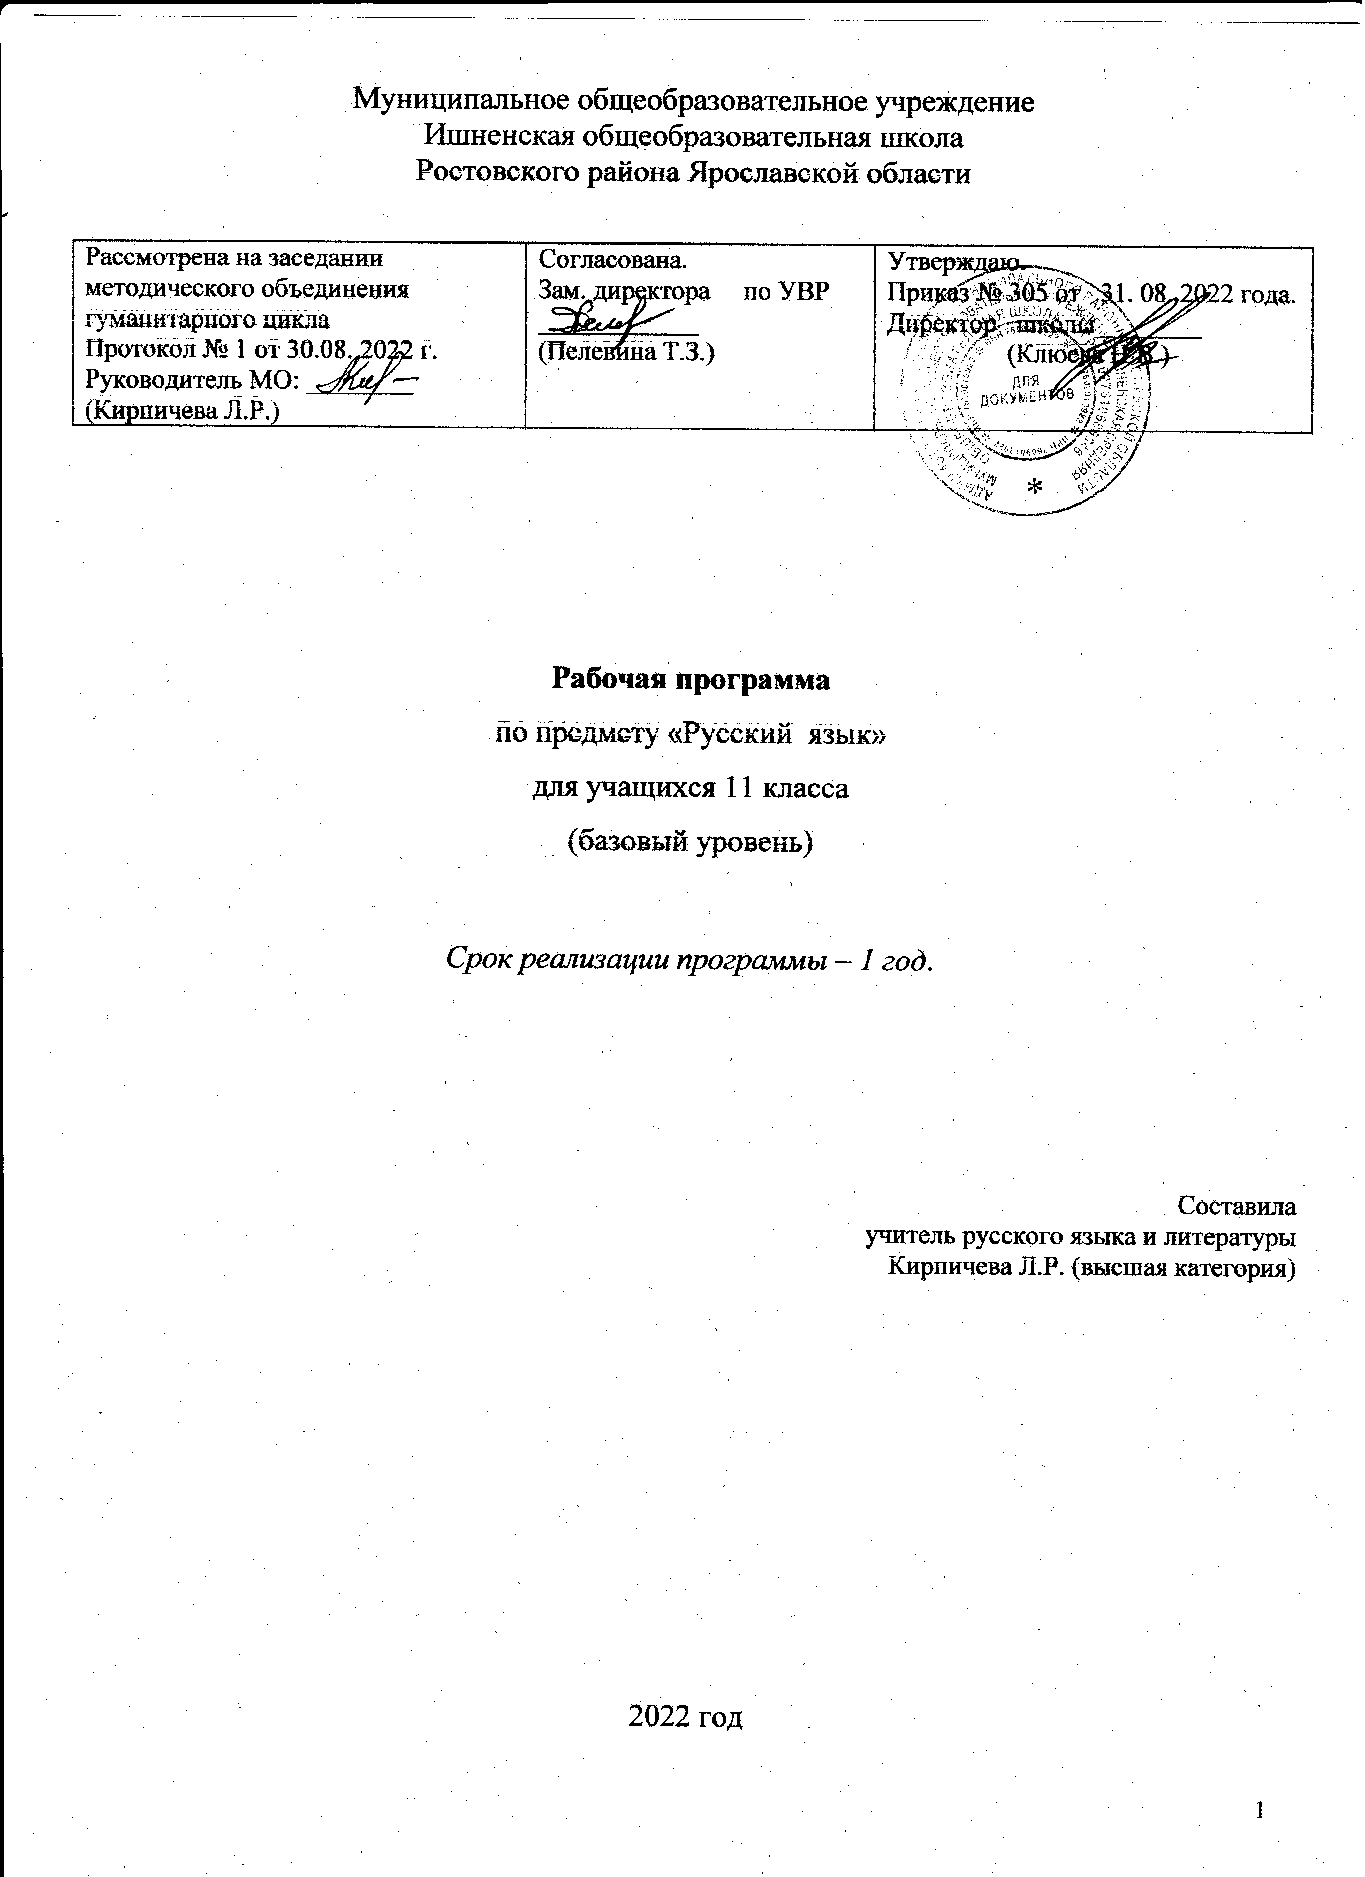 Муниципальное общеобразовательное учреждение
Ишненская общеобразовательная школа
Ростовского района Ярославской области
Рассмотрена на заседании
методического объединения
гуманитарного цикла
Протокол № 1 от 30.08. 2022 г.
Руководитель МО:
(Кирпичева Л.Р.)
Согласована.
Зам. директора по УВР
(Пелевина Т.З.)
Утверждаю.
Приказ № 305 от 31. 08. 2022 года.
Директор школы
ДЛЯ
ДОКУМЕНТОВ
Рабочая программа
по предмету «Русский язык»
для учащихся 11 класса
(базовый уровень)
Срок реализации программы – 1 год.
Составила
учитель русского языка и литературы
Кирпичева Л.Р. (высшая категория)
2022 год
1